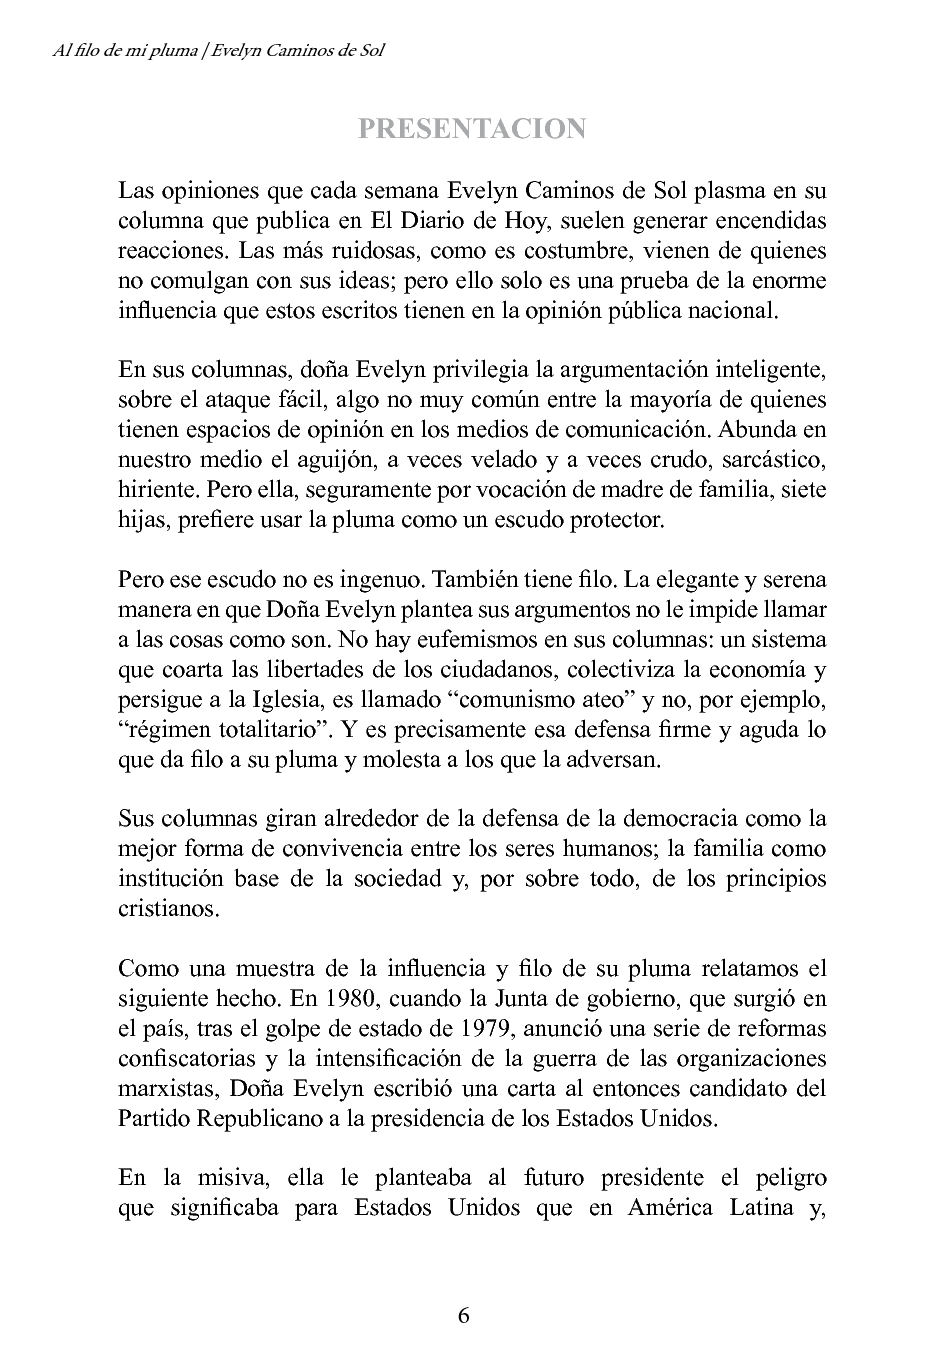 Al filo de mi pluma | Evelyn Caminos de Sol
PRESENTACION
Las opiniones que cada semana Evelyn Caminos de Sol plasma en su
columna que publica en El Diario de Hoy, suelen generar encendidas
reacciones. Las más ruidosas, como es costumbre, vienen de quienes
no comulgan con sus ideas; pero ello solo es una prueba de la enorme
influencia que estos escritos tienen en la opinión pública nacional.
En sus columnas, doña Evelyn privilegia la argumentación inteligente,
sobre el ataque fácil, algo no muy común entre la mayoría de quienes
tienen espacios de opinión en los medios de comunicación. Abunda en
nuestro medio el aguijón, a veces velado y a veces crudo, sarcástico,
hiriente. Pero ella, seguramente por vocación de madre de familia, siete
hijas, prefiere usar la pluma como un escudo protector.
Pero ese escudo no es ingenuo. También tiene filo. La elegante y serena
manera en que Doña Evelyn plantea sus argumentos no le impide llamar
a las cosas como son. No hay eufemismos en sus columnas: un sistema
que coarta las libertades de los ciudadanos, colectiviza la economía y
persigue a la Iglesia, es llamado “comunismo ateo” y no, por ejemplo,
“régimen totalitario”. Y es precisamente esa defensa firme y aguda lo
que da filo a su pluma y molesta a los que la adversan.
Sus columnas giran alrededor de la defensa de la democracia como la
mejor forma de convivencia entre los seres humanos; la familia como
institución base de la sociedad y, por sobre todo, de los principios
cristianos.
Como una muestra de la influencia y filo de su pluma relatamos el
siguiente hecho. En 1980, cuando la Junta de gobierno, que surgió en
el país, tras el golpe de estado de 1979, anunció una serie de reformas
confiscatorias y la intensificación de la guerra de las organizaciones
marxistas, Doña Evelyn escribió una carta al entonces candidato del
Partido Republicano a la presidencia de los Estados Unidos.
En la misiva, ella le planteaba al futuro presidente el peligro
que significaba para Estados Unidos que en América Latina y,
6